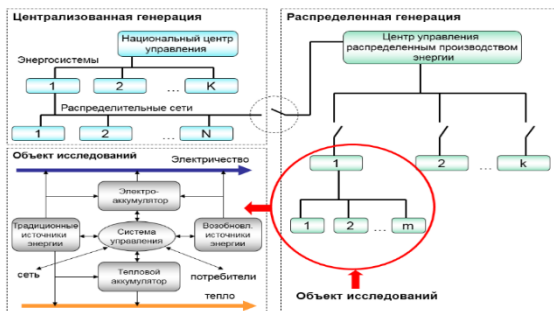 Централизованная генерация
Национальный центр
управления
Энергосистемы
1 2 ... K
Распределительные сети
1 2 ... N
Объект исследований
Электричество
Электро-
аккумулятор
Традиционные
источники
энергии
Система
управления
Возобновл.
источники
энергии
сеть
Тепловой
аккумулятор
потребители
тепло
Распределенная генерация
Центр управления
распределенным производством
энергии
1 2 ... k
1 2 ... m
Объект исследований